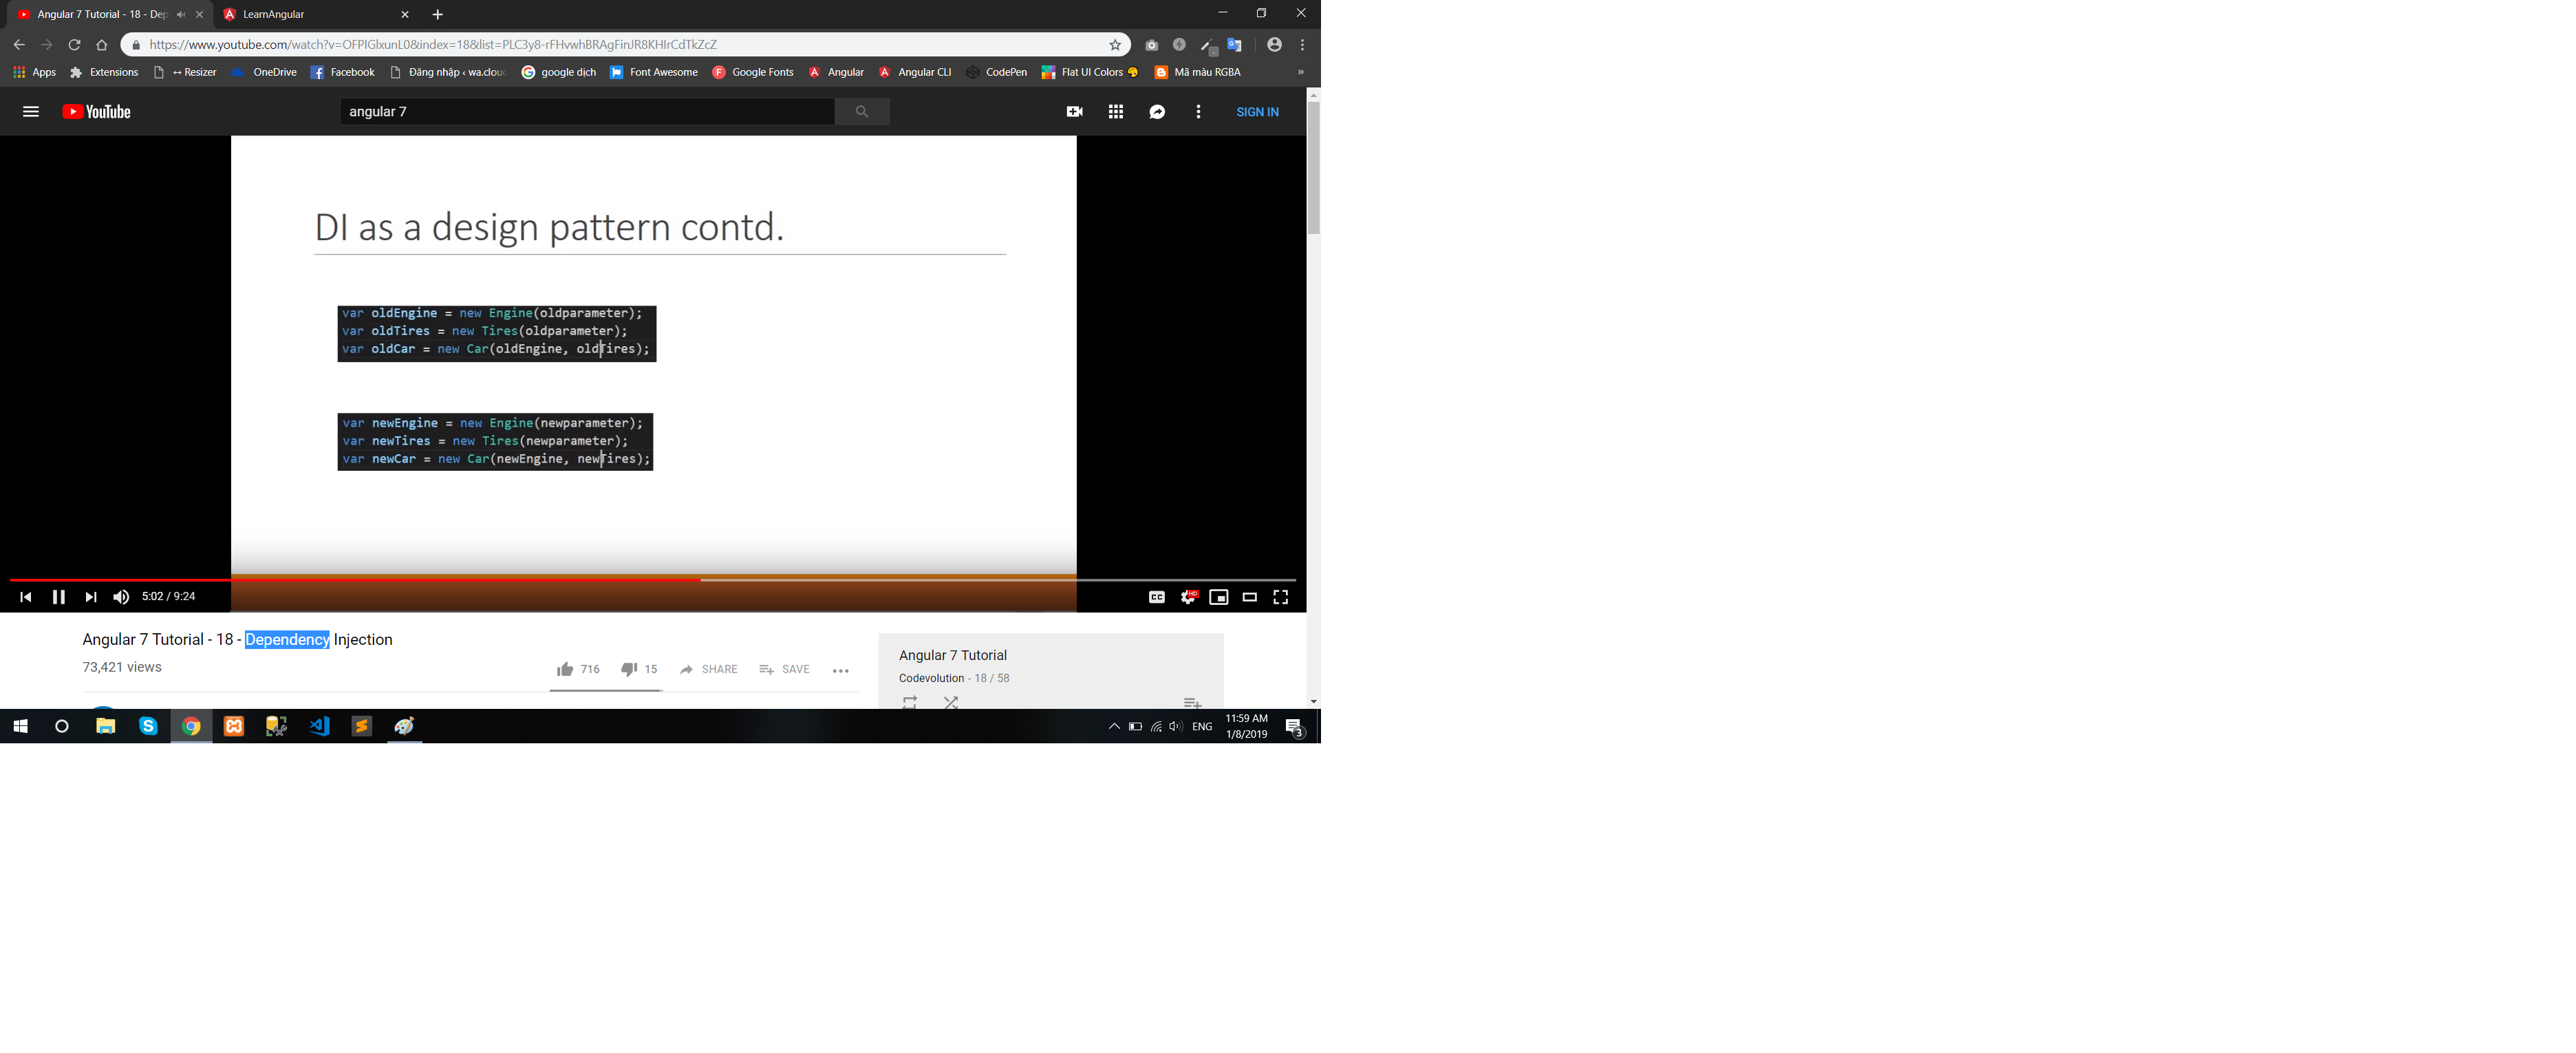 Angular 7 Tutorial - 18 - Dep
LearnAngular
https://www.youtube.com/watch?v=OFPIGlxunL0&index=18&list=PLC3y8-rFHvwhBRAgFinJR8KHIrCdTkZcZ
Apps
Extensions
↔ Resizer
OneDrive
Facebook
Đăng nhập ‹ wa.clou
google dịch
Font Awesome
Google Fonts
Angular
Angular CLI
CodePen
Flat UI Colors
Mã màu RGBA
»
YouTube
angular 7
SIGN IN
DI as a design pattern contd.
var oldEngine = new Engine(oldparameter);
var oldTires = new Tires(oldparameter);
var oldCar = new Car(oldEngine, oldTires);
var newEngine = new Engine(newparameter);
var newTires = new Tires(newparameter);
var newCar = new Car(newEngine, newTires);
5:02 / 9:24
CC
HD
Angular 7 Tutorial - 18 - Dependency Injection
73,421 views
716
15
SHARE
SAVE
Angular 7 Tutorial
Codevolution - 18 / 58
ENG
11:59 AM
1/8/2019
3